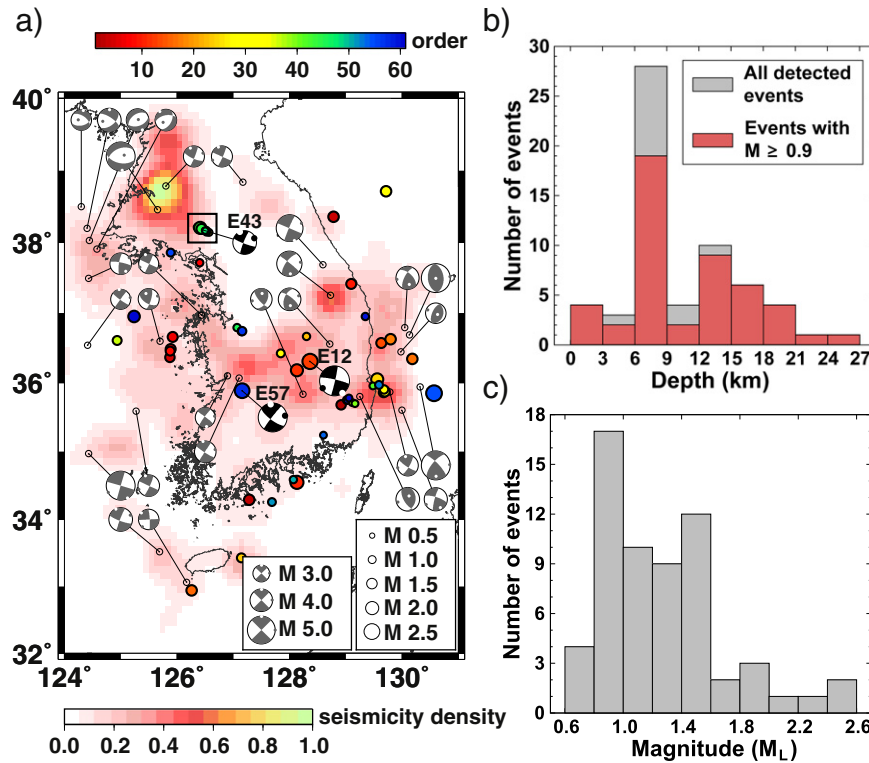 a)
order
10 20 30 40 50 60
40˚
39˚
38˚
37˚
36˚
35˚
34˚
33˚
32˚
124˚ 126˚ 128˚ 130˚
E43
E12
E57
M 3.0
M 4.0
M 5.0
M 0.5
M 1.0
M 1.5
M 2.0
M 2.5
seismicity density
0.0 0.2 0.4 0.6 0.8 1.0
b)
Number of events
30
25
20
15
10
5
0
All detected
events
Events with
M ≥ 0.9
0 3 6 9 12 15 18 21 24 27
Depth (km)
c)
Number of events
18
15
12
9
6
3
0
0.6 1.0 1.4 1.8 2.2 2.6
Magnitude (M_L)